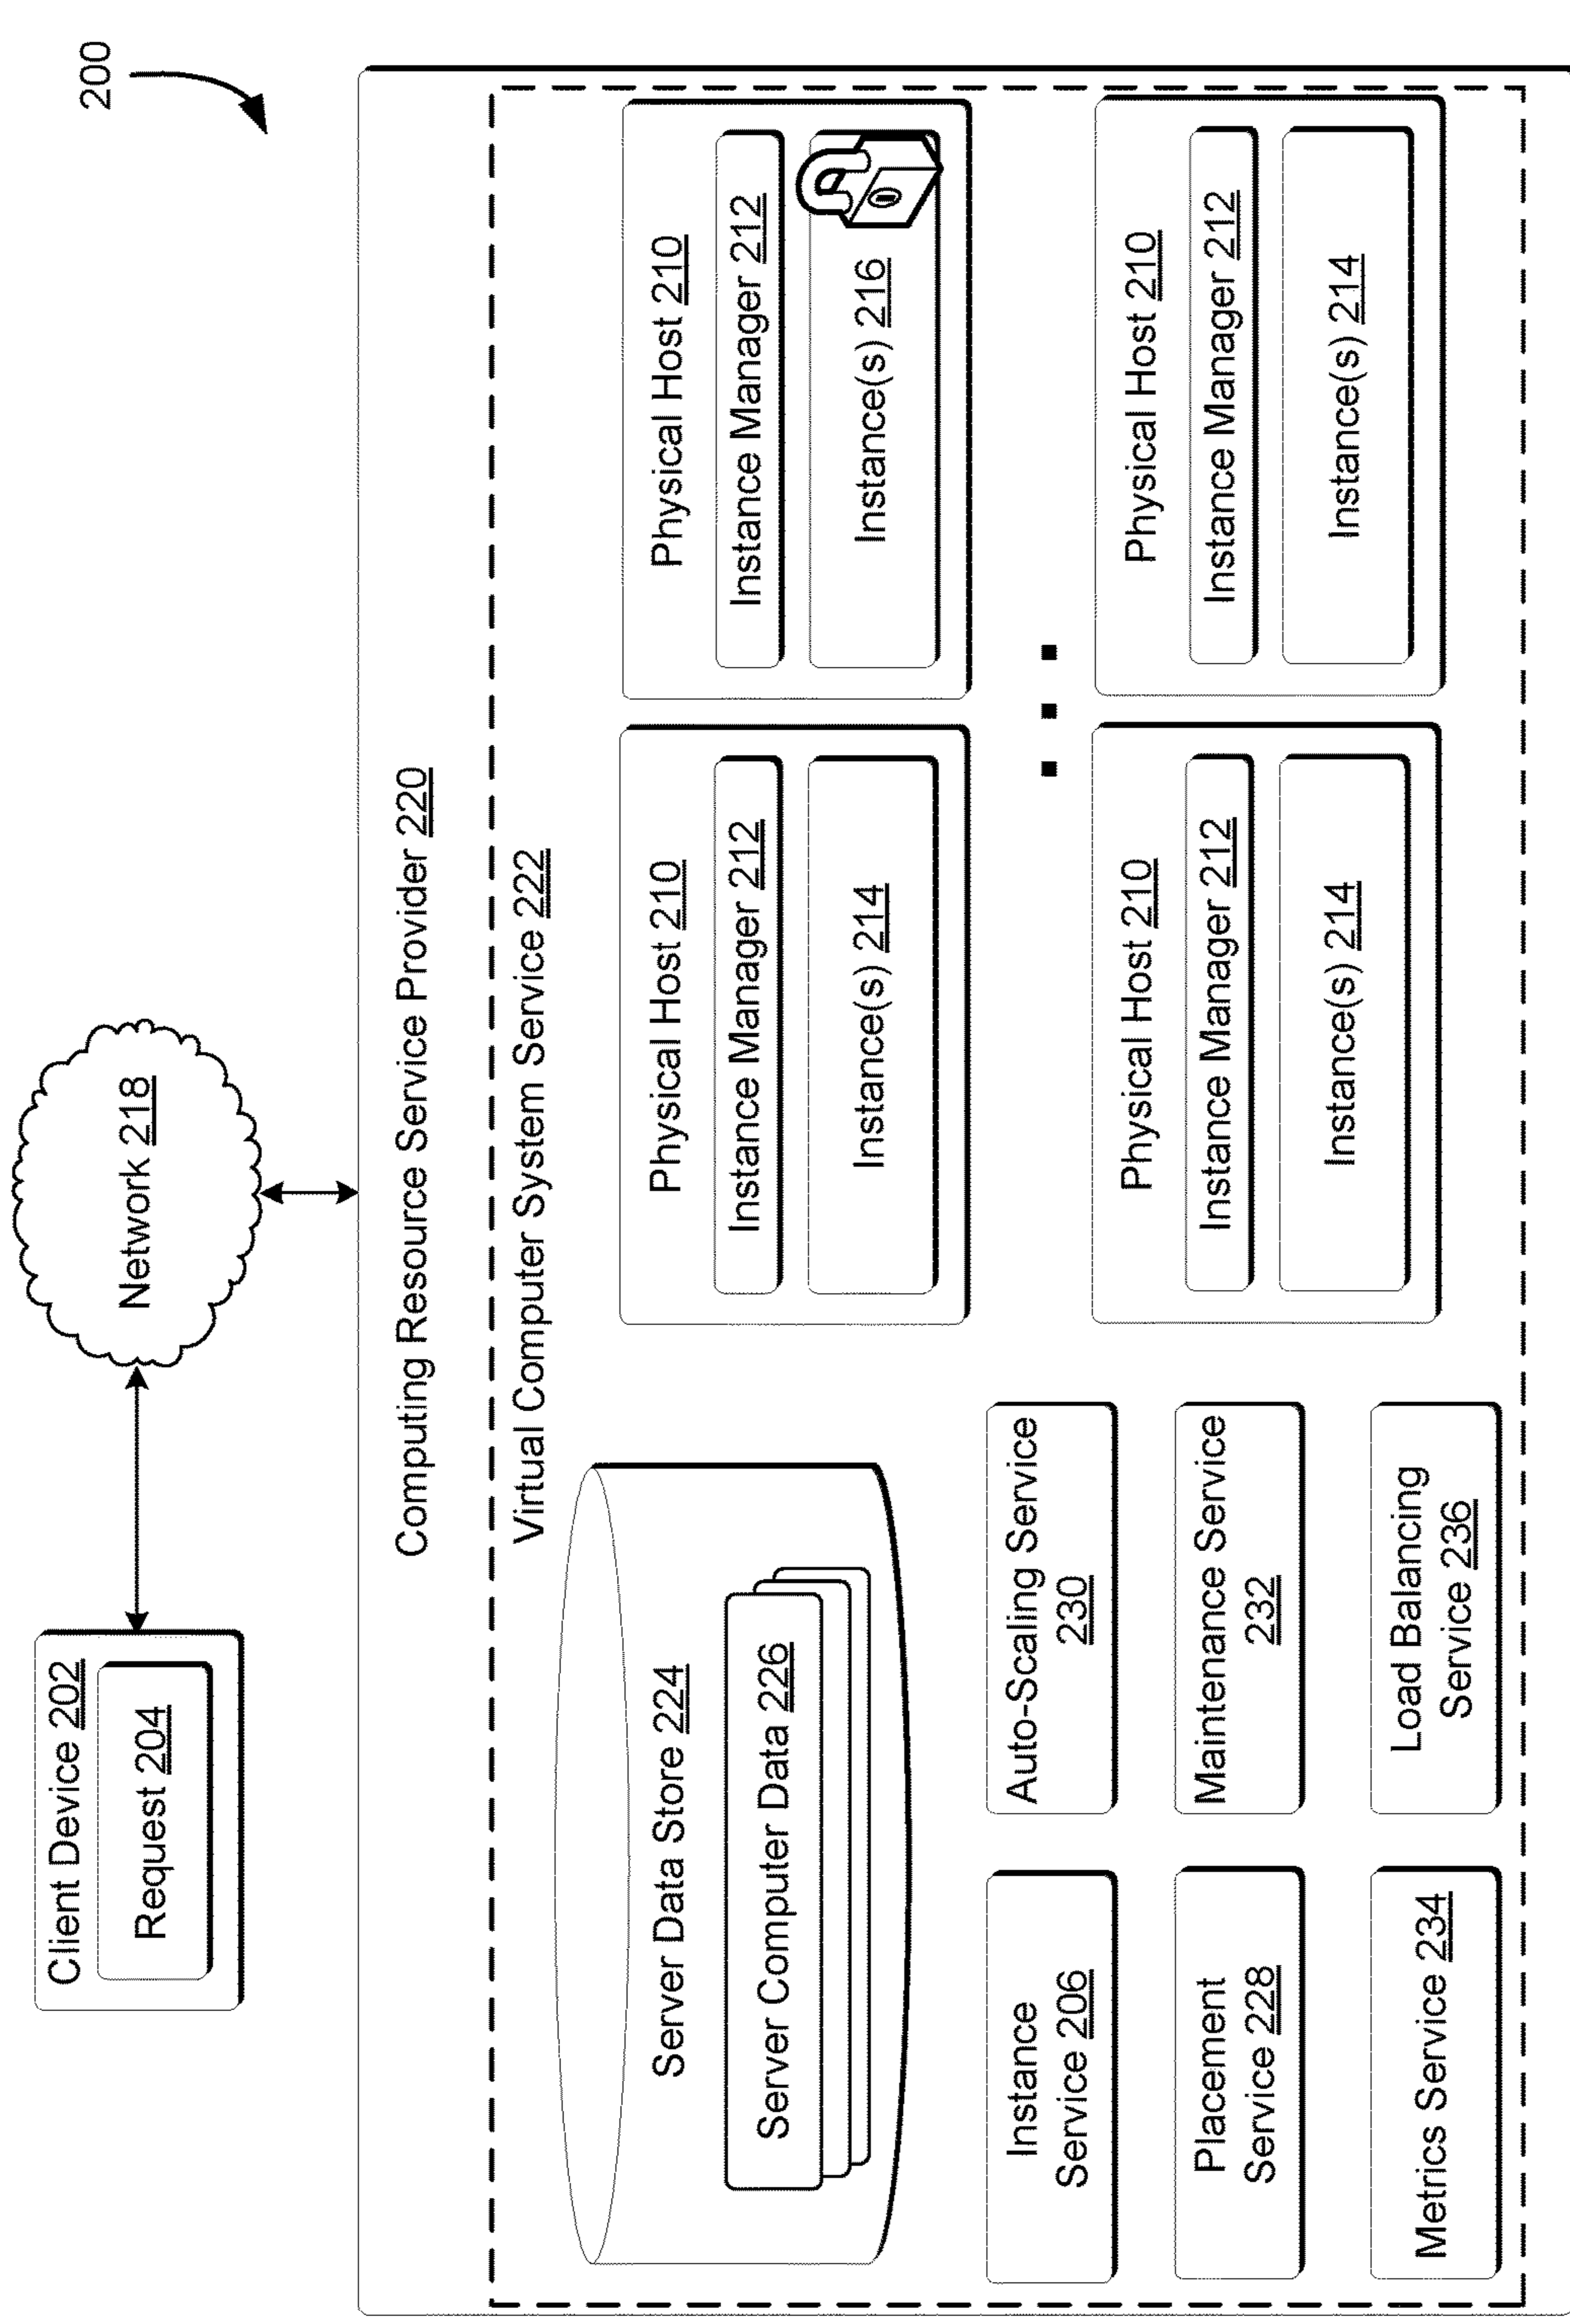 200
Client Device 202
Request 204
Network 218
Computing Resource Service Provider 220
Virtual Computer System Service 222
Server Data Store 224
Server Computer Data 226
Physical Host 210
Instance Manager 212
Instance(s) 214
Physical Host 210
Instance Manager 212
Instance(s) 216
Instance
Service 206
Auto-Scaling Service
230
Placement
Service 228
Maintenance Service
232
Metrics Service 234
Load Balancing
Service 236
Physical Host 210
Instance Manager 212
Instance(s) 214
Physical Host 210
Instance Manager 212
Instance(s) 214